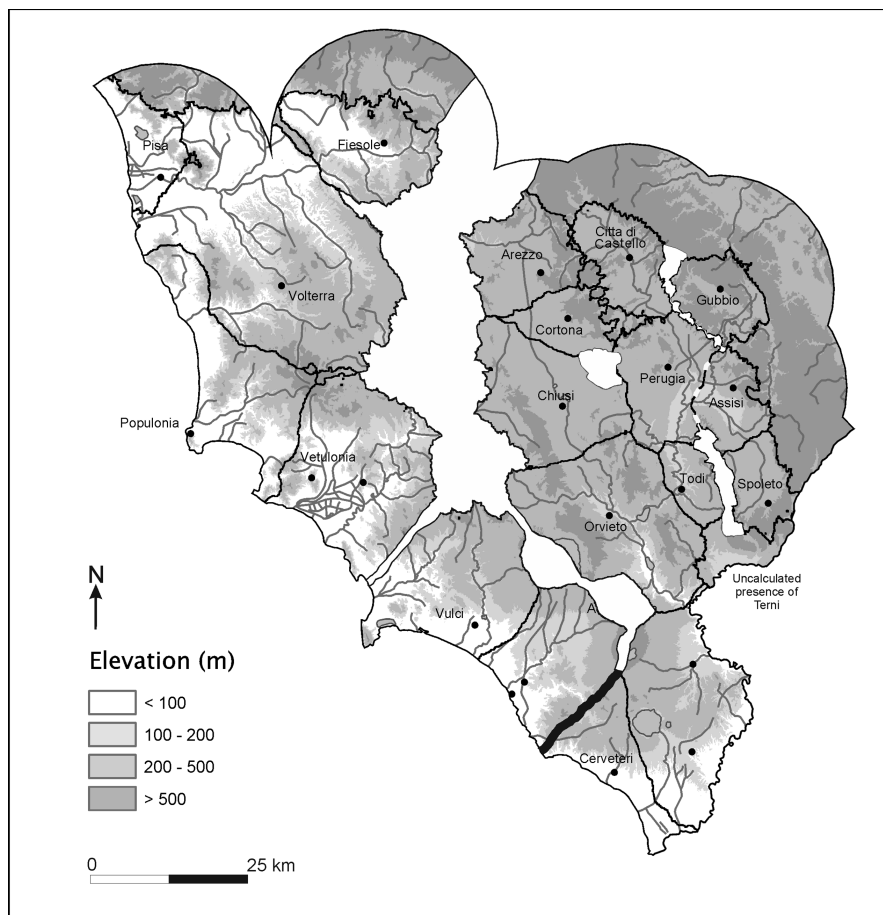 Pisa
Fiesole
Volterra
Arezzo
Citta di
Castello
Gubbio
Cortona
Perugia
Chiusi
Assisi
Populonia
Vetulonia
Todi
Spoleto
Orvieto
Uncalculated
presence of
Terni
Vulci
A
Cerveteri
N
Elevation (m)
< 100
100 - 200
200 - 500
> 500
0 25 km